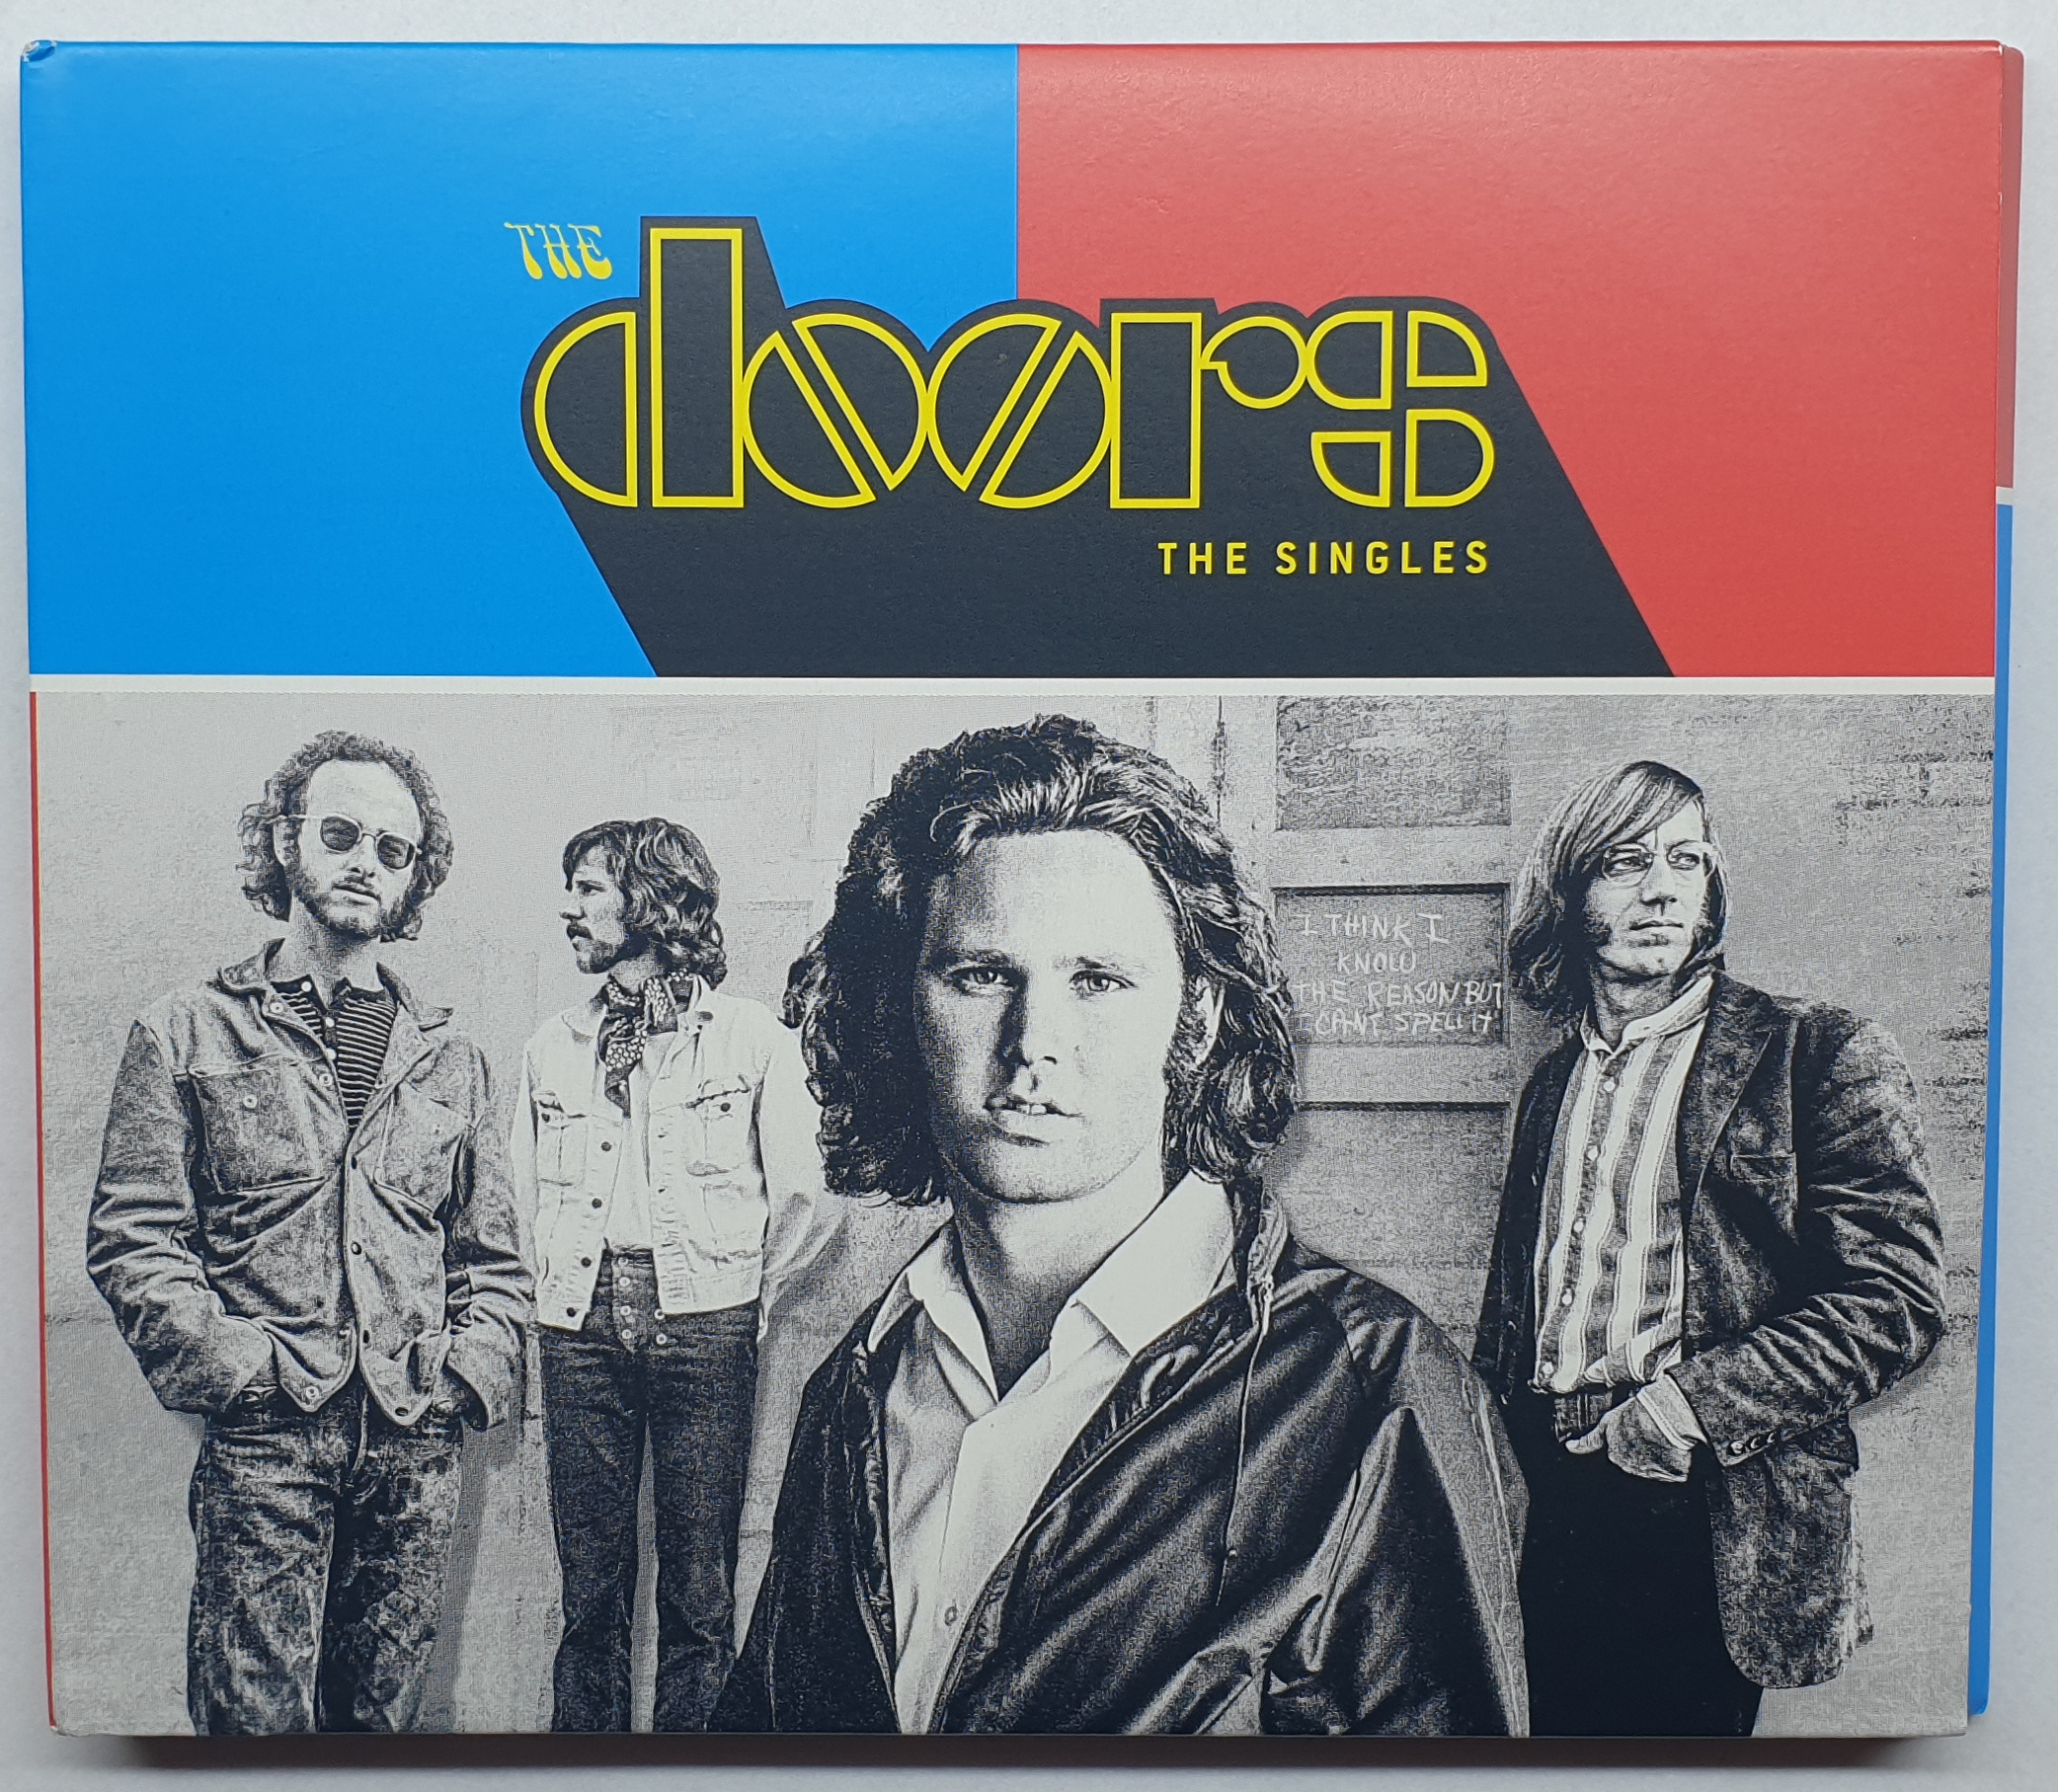 THE
doors
THE SINGLES
I THINK I
KNOW
THE REASON BUT
I CANT SPELL IT